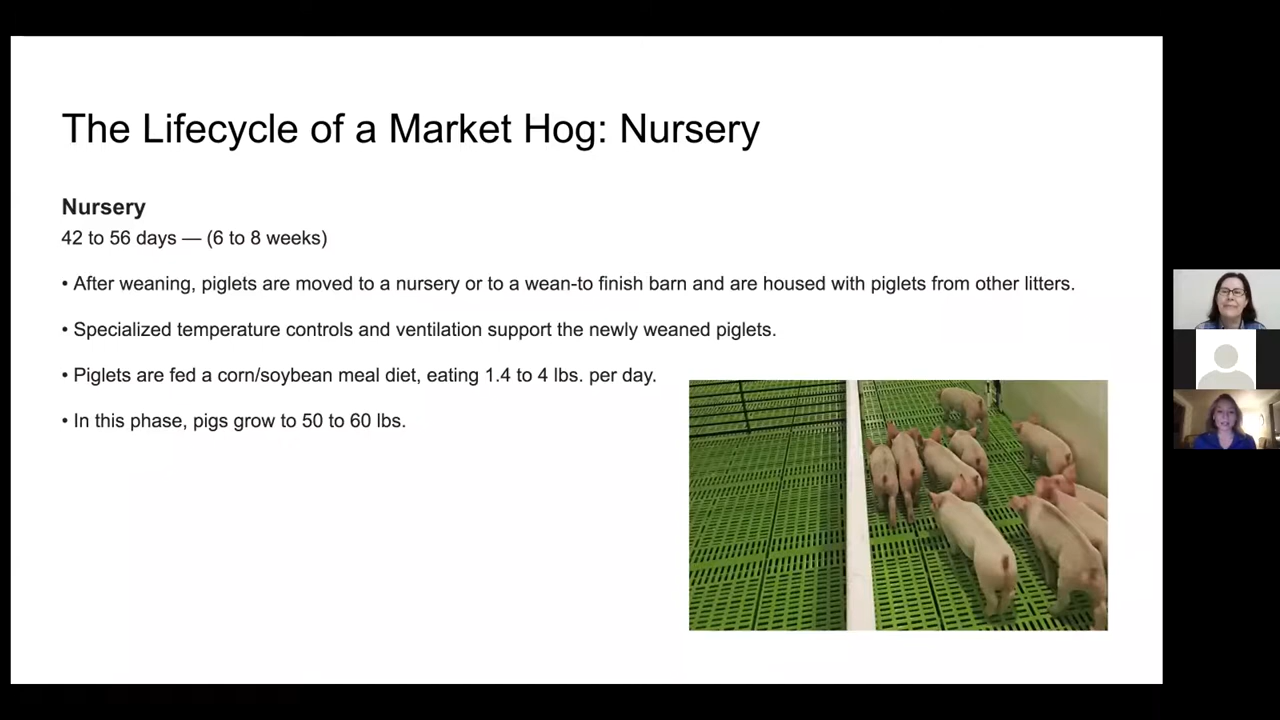 The Lifecycle of a Market Hog: Nursery
Nursery
42 to 56 days — (6 to 8 weeks)
• After weaning, piglets are moved to a nursery or to a wean-to finish barn and are housed with piglets from other litters.
• Specialized temperature controls and ventilation support the newly weaned piglets.
• Piglets are fed a corn/soybean meal diet, eating 1.4 to 4 lbs. per day.
• In this phase, pigs grow to 50 to 60 lbs.